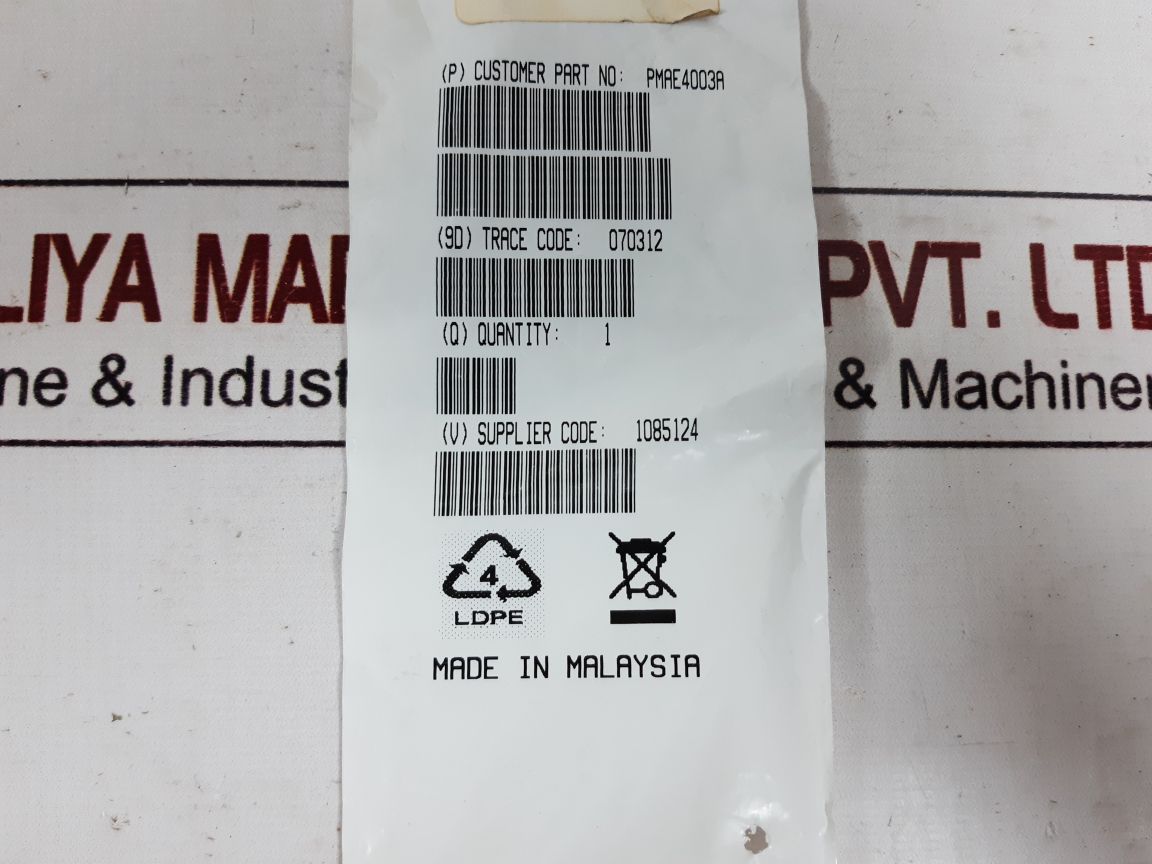 (P) CUSTOMER PART NO: PMAE4003A
(9D) TRACE CODE: 070312
(Q) QUANTITY: 1
(V) SUPPLIER CODE: 1085124
4
LDPE
MADE IN MALAYSIA
LIYA MAR
PVT. LTD
ne & Indust
& Machiner